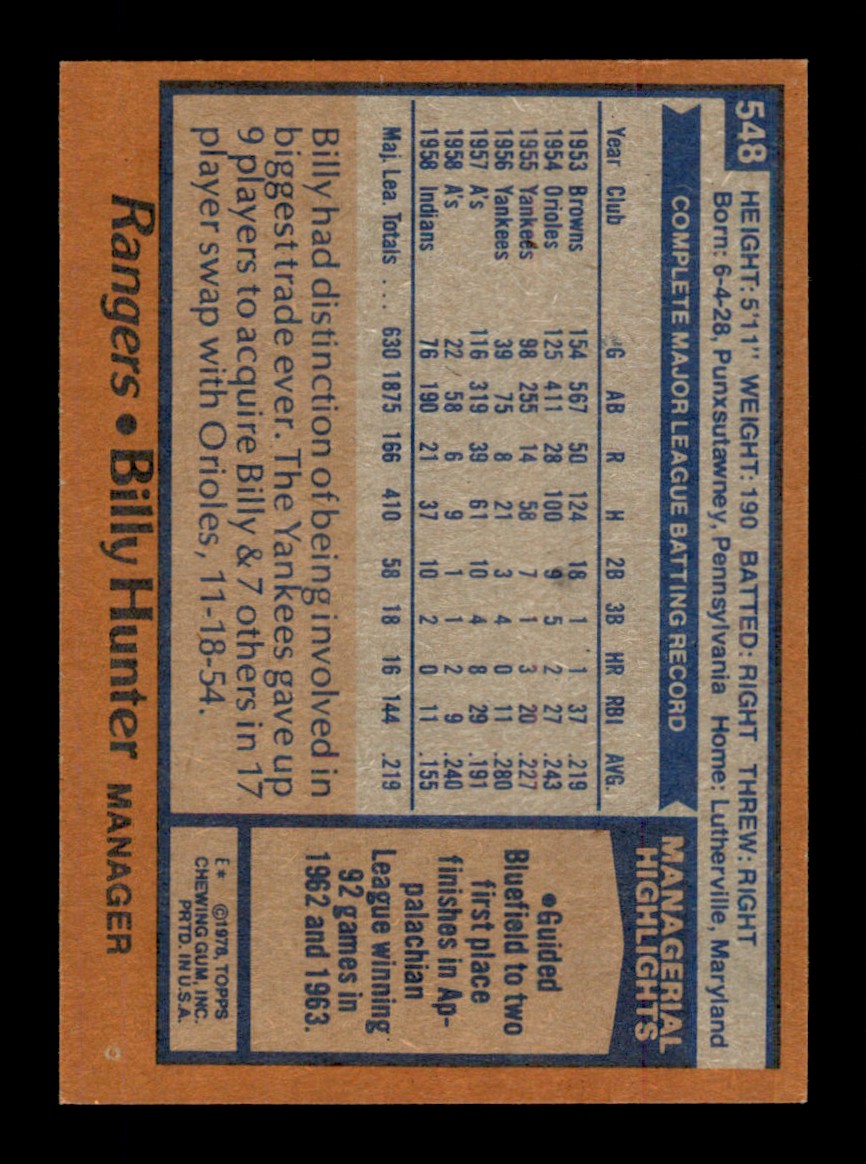 548
HEIGHT: 5'11" WEIGHT: 190 BATTED: RIGHT THREW: RIGHT
Born: 6-4-28, Punxsutawney, Pennsylvania Home: Lutherville, Maryland
COMPLETE MAJOR LEAGUE BATTING RECORD
Year Club G AB R H 2B 3B HR RBI AVG.
1953 Browns 154 567 50 124 18 1 1 37 .219
1954 Orioles 125 411 28 100 9 5 2 27 .243
1955 Yankees 98 255 14 58 7 1 3 20 .227
1956 Yankees 39 75 8 21 3 4 0 11 .280
1957 A's 116 319 39 61 10 4 8 29 .191
1958 A's 22 58 6 9 1 1 2 9 .240
1958 Indians 76 190 21 37 10 2 0 11 .155
Maj. Lea. Totals . . . 630 1875 166 410 58 18 16 144 .219
Billy had distinction of being involved in
biggest trade ever. The Yankees gave up
9 players to acquire Billy & 7 others in 17
player swap with Orioles, 11-18-54.
MANAGERIAL
HIGHLIGHTS
•Guided
Bluefield to two
first place
finishes in Ap-
palachian
League winning
92 games in
1962 and 1963.
E* ©1978, TOPPS
CHEWING GUM, INC.
PRTD. IN U.S.A.
Rangers • Billy Hunter MANAGER